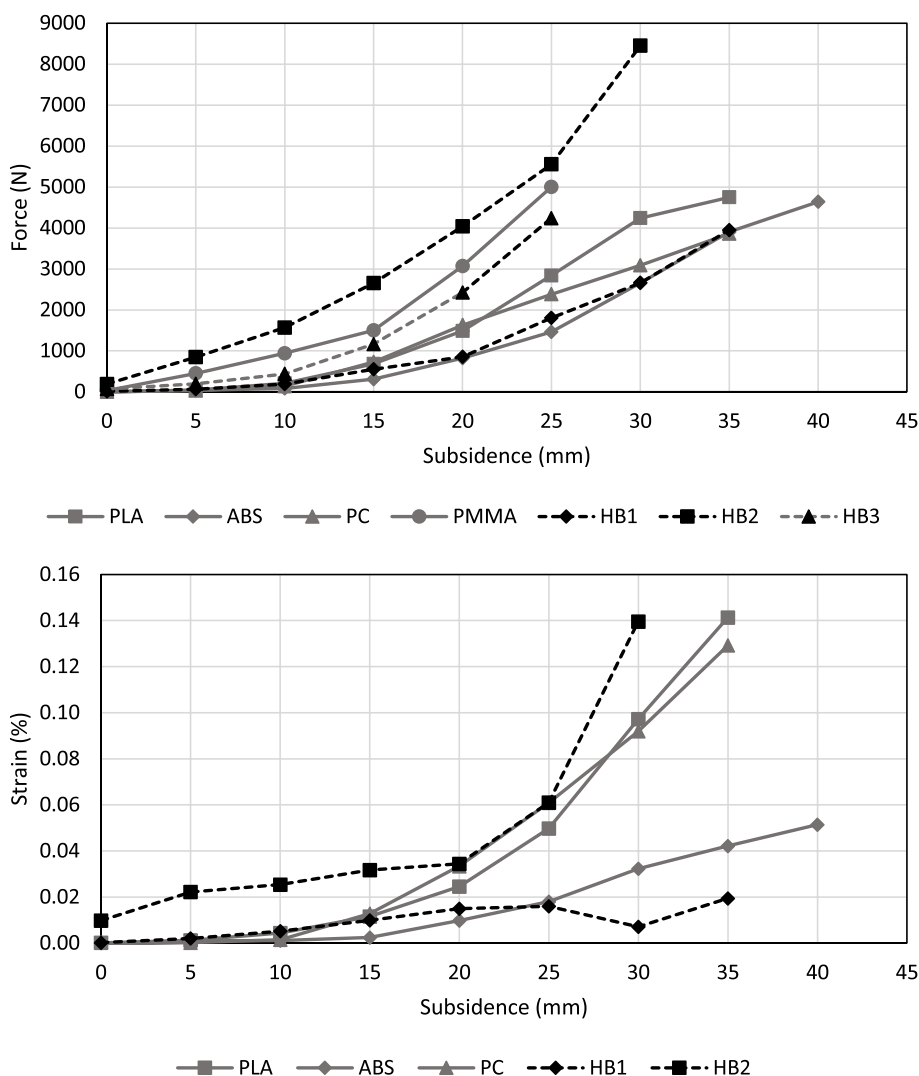 9000
8000
7000
6000
5000
4000
3000
2000
1000
0
Force (N)
0 5 10 15 20 25 30 35 40 45
Subsidence (mm)
PLA ABS PC PMMA HB1 HB2 HB3
0.16
0.14
0.12
0.10
0.08
0.06
0.04
0.02
0.00
Strain (%)
0 5 10 15 20 25 30 35 40 45
Subsidence (mm)
PLA ABS PC HB1 HB2